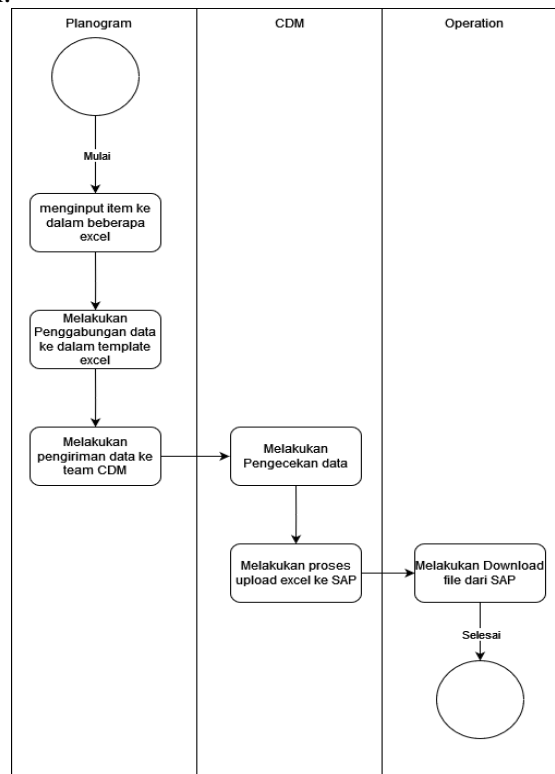 Planogram
CDM
Operation
Mulai
menginput item ke
dalam beberapa
excel
Melakukan
Penggabungan data
ke dalam template
excel
Melakukan
pengiriman data ke
team CDM
Melakukan
Pengecekan data
Melakukan proses
upload excel ke SAP
Melakukan Download
file dari SAP
Selesai